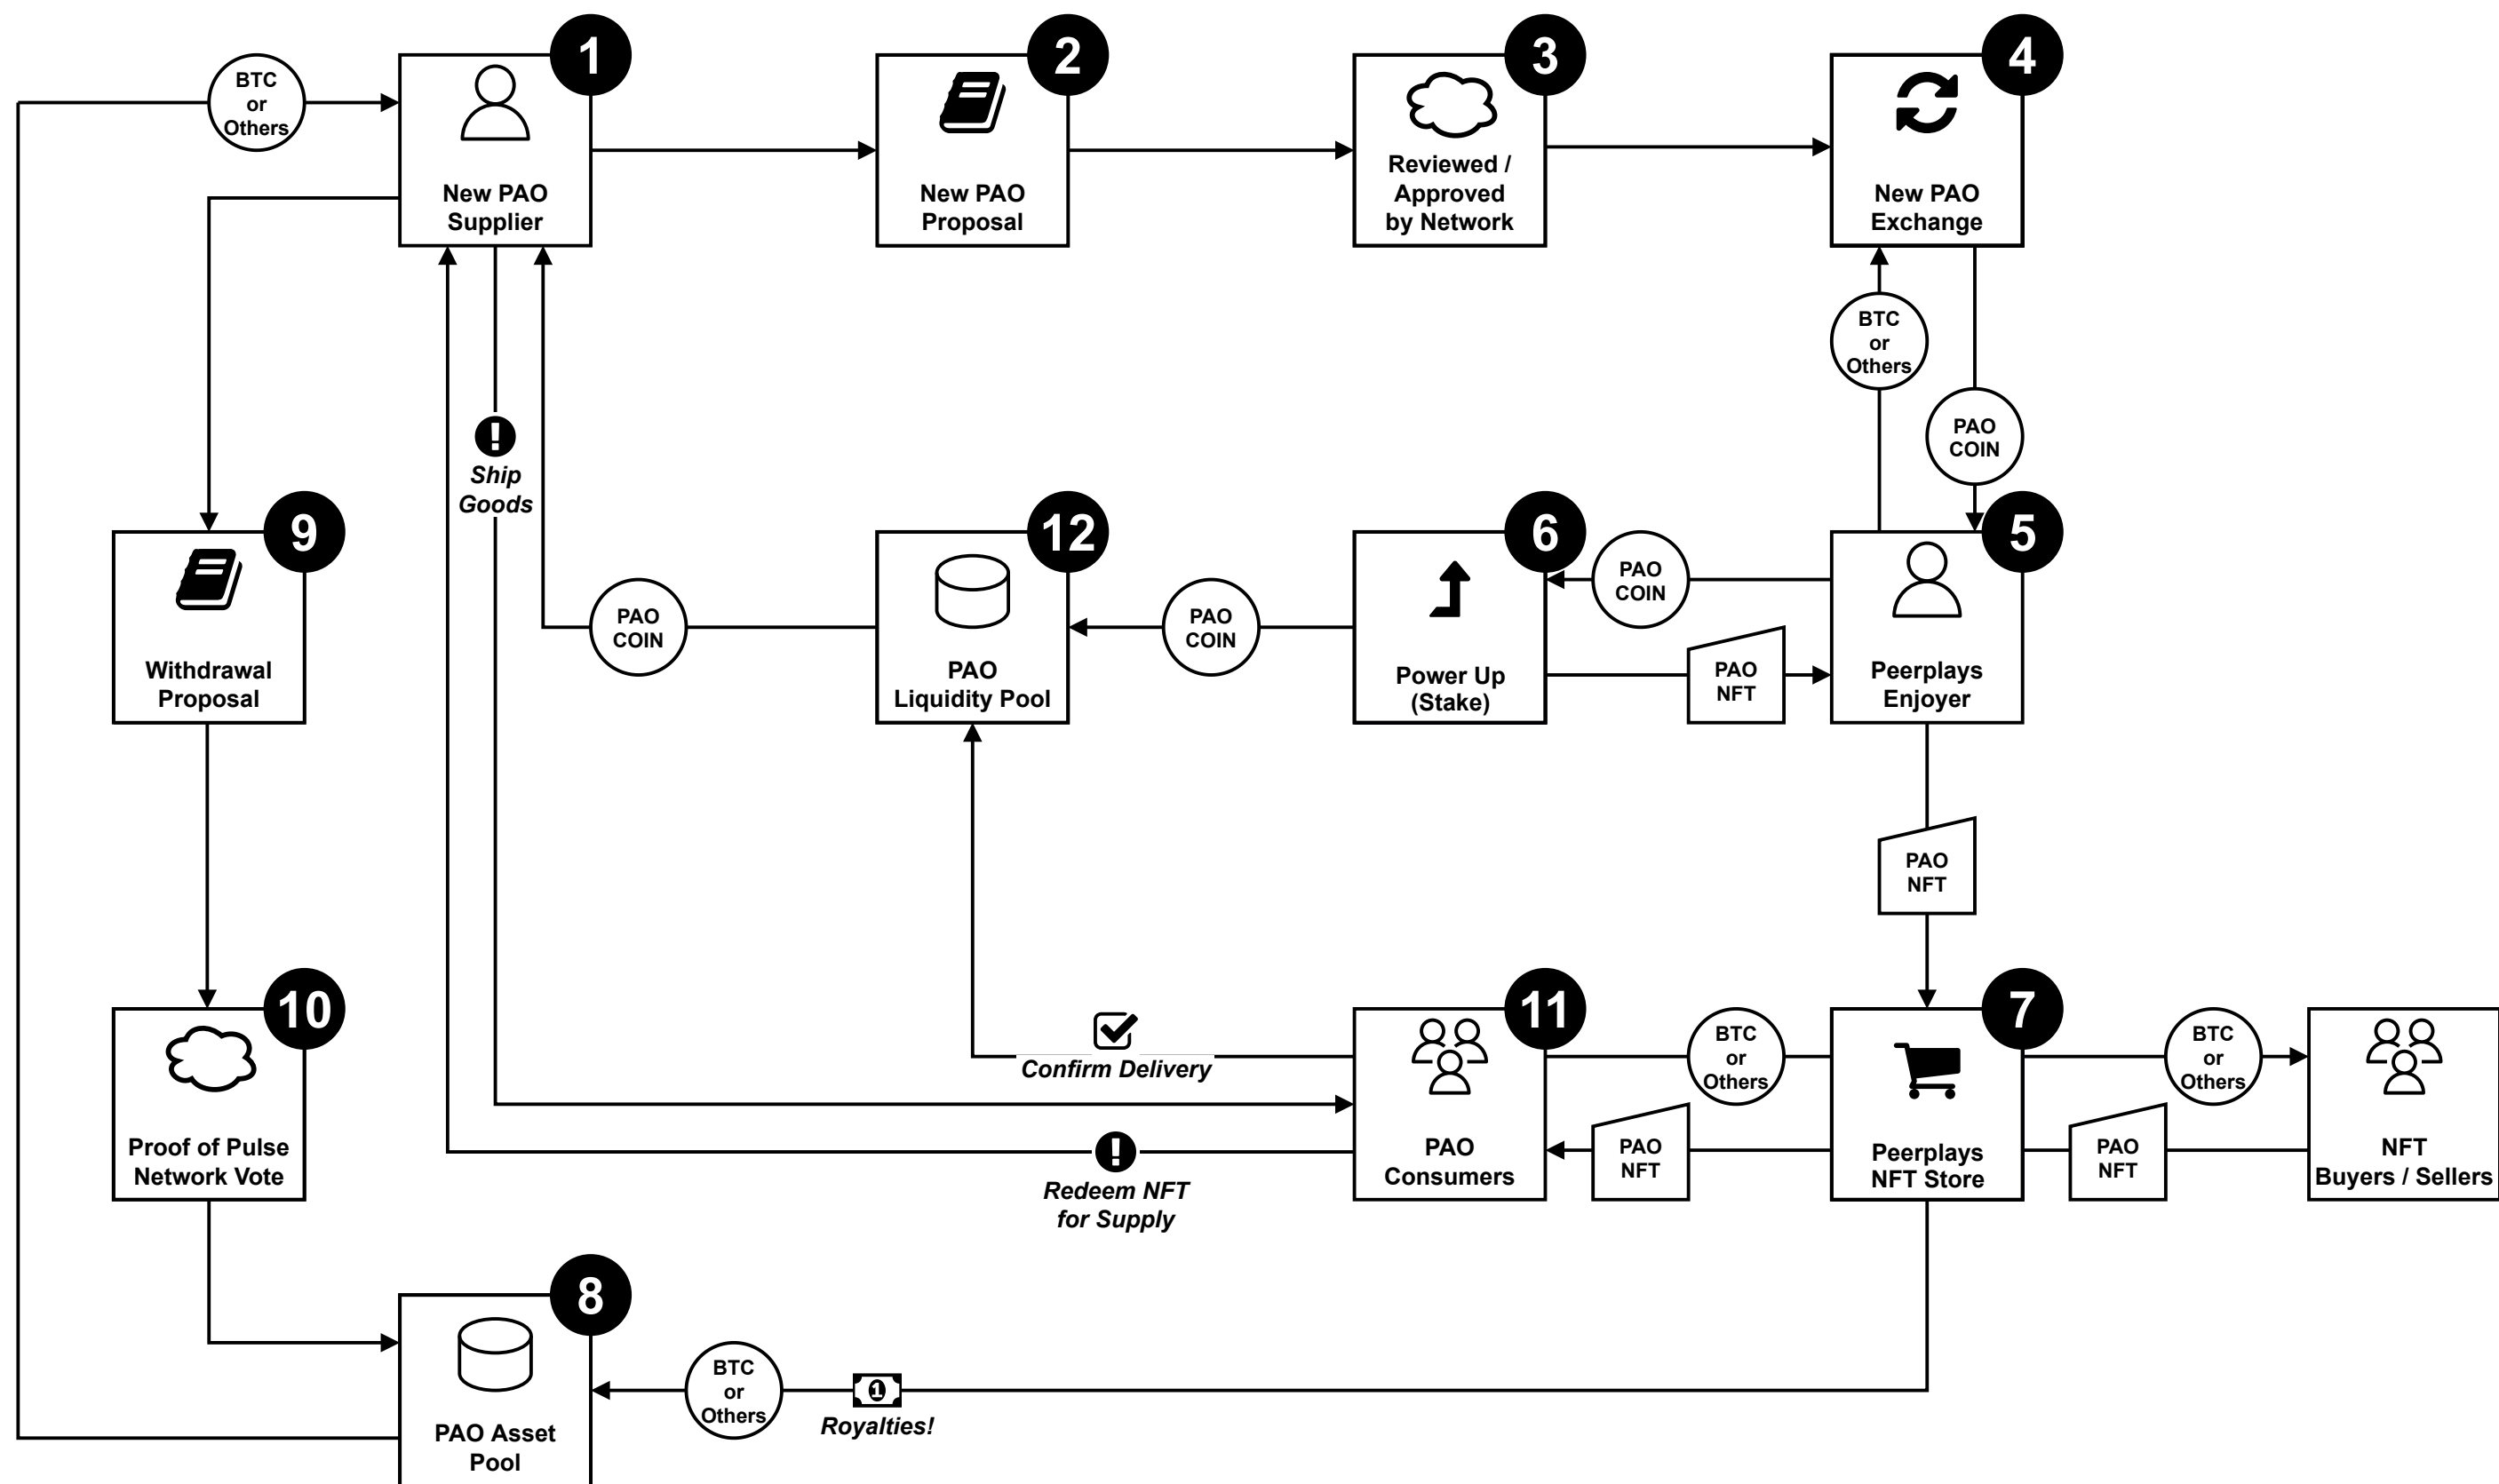 1
2
3
4
BTC
or
Others
New PAO
Supplier
New PAO
Proposal
Reviewed /
Approved
by Network
New PAO
Exchange
BTC
or
Others
PAO
COIN
Ship
Goods
9
12
6
5
Withdrawal
Proposal
PAO
COIN
PAO
Liquidity Pool
PAO
COIN
Power Up
(Stake)
PAO
COIN
PAO
NFT
Peerplays
Enjoyer
PAO
NFT
10
11
7
Proof of Pulse
Network Vote
Confirm Delivery
Redeem NFT
for Supply
PAO
Consumers
BTC
or
Others
PAO
NFT
Peerplays
NFT Store
BTC
or
Others
PAO
NFT
NFT
Buyers / Sellers
8
PAO Asset
Pool
BTC
or
Others
1
Royalties!